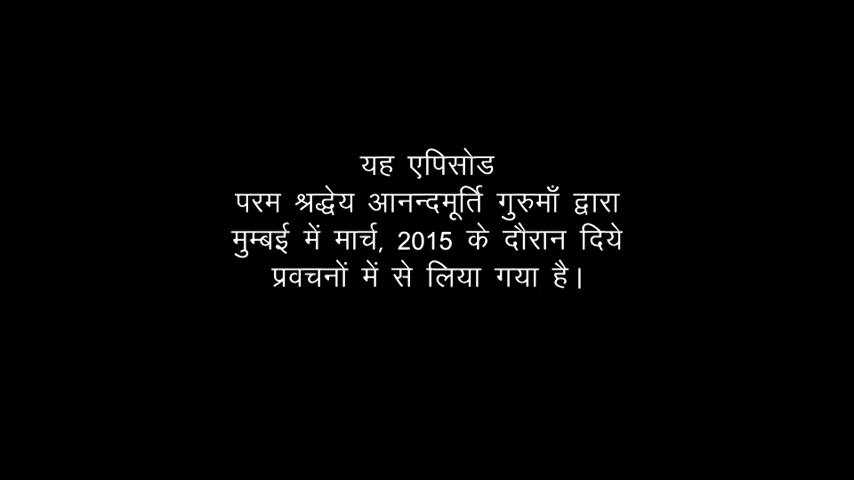 यह एपिसोड
परम श्रद्धेय आनन्दमूर्ति गुरुमाँ द्वारा
मुम्बई में मार्च, 2015 के दौरान दिये
प्रवचनों में से लिया गया है।